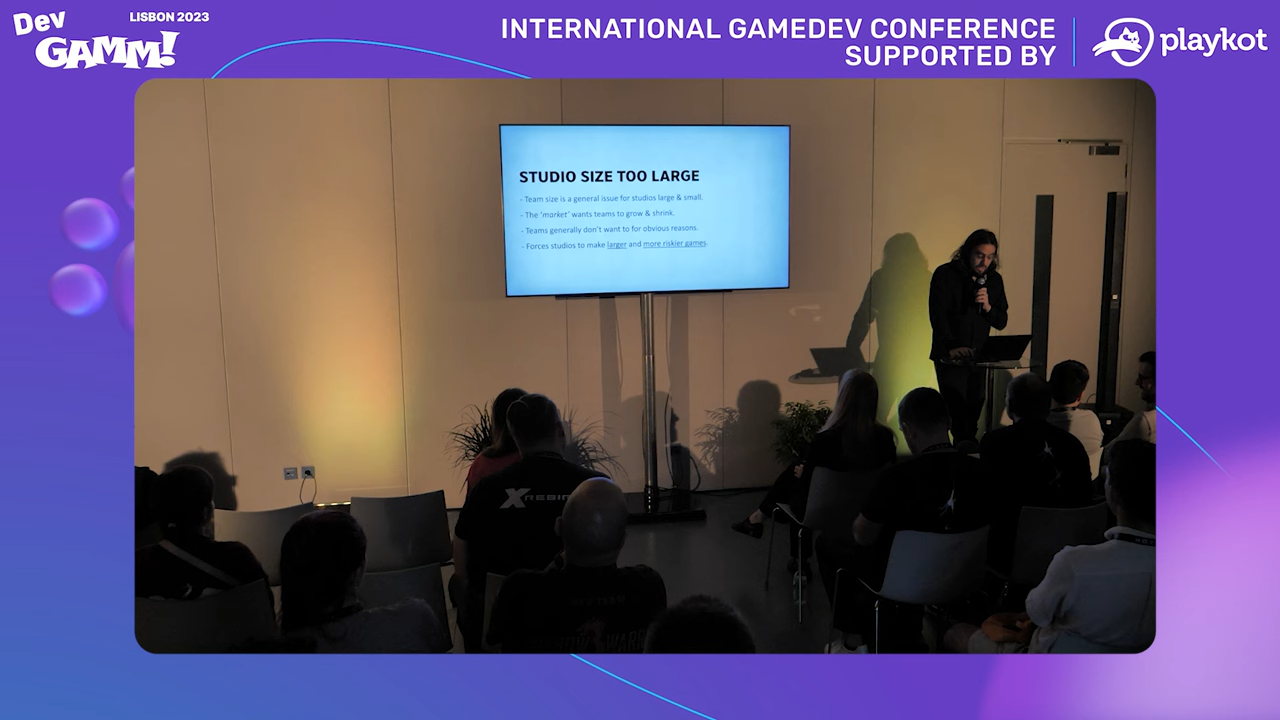 Dev
GAMM!
LISBON 2023
INTERNATIONAL GAMEDEV CONFERENCE
SUPPORTED BY
playkot
STUDIO SIZE TOO LARGE
- Team size is a general issue for studios large & small.
- The 'market' wants teams to grow & shrink.
- Teams generally don't want to for obvious reasons.
- Forces studios to make larger and more riskier games.
X